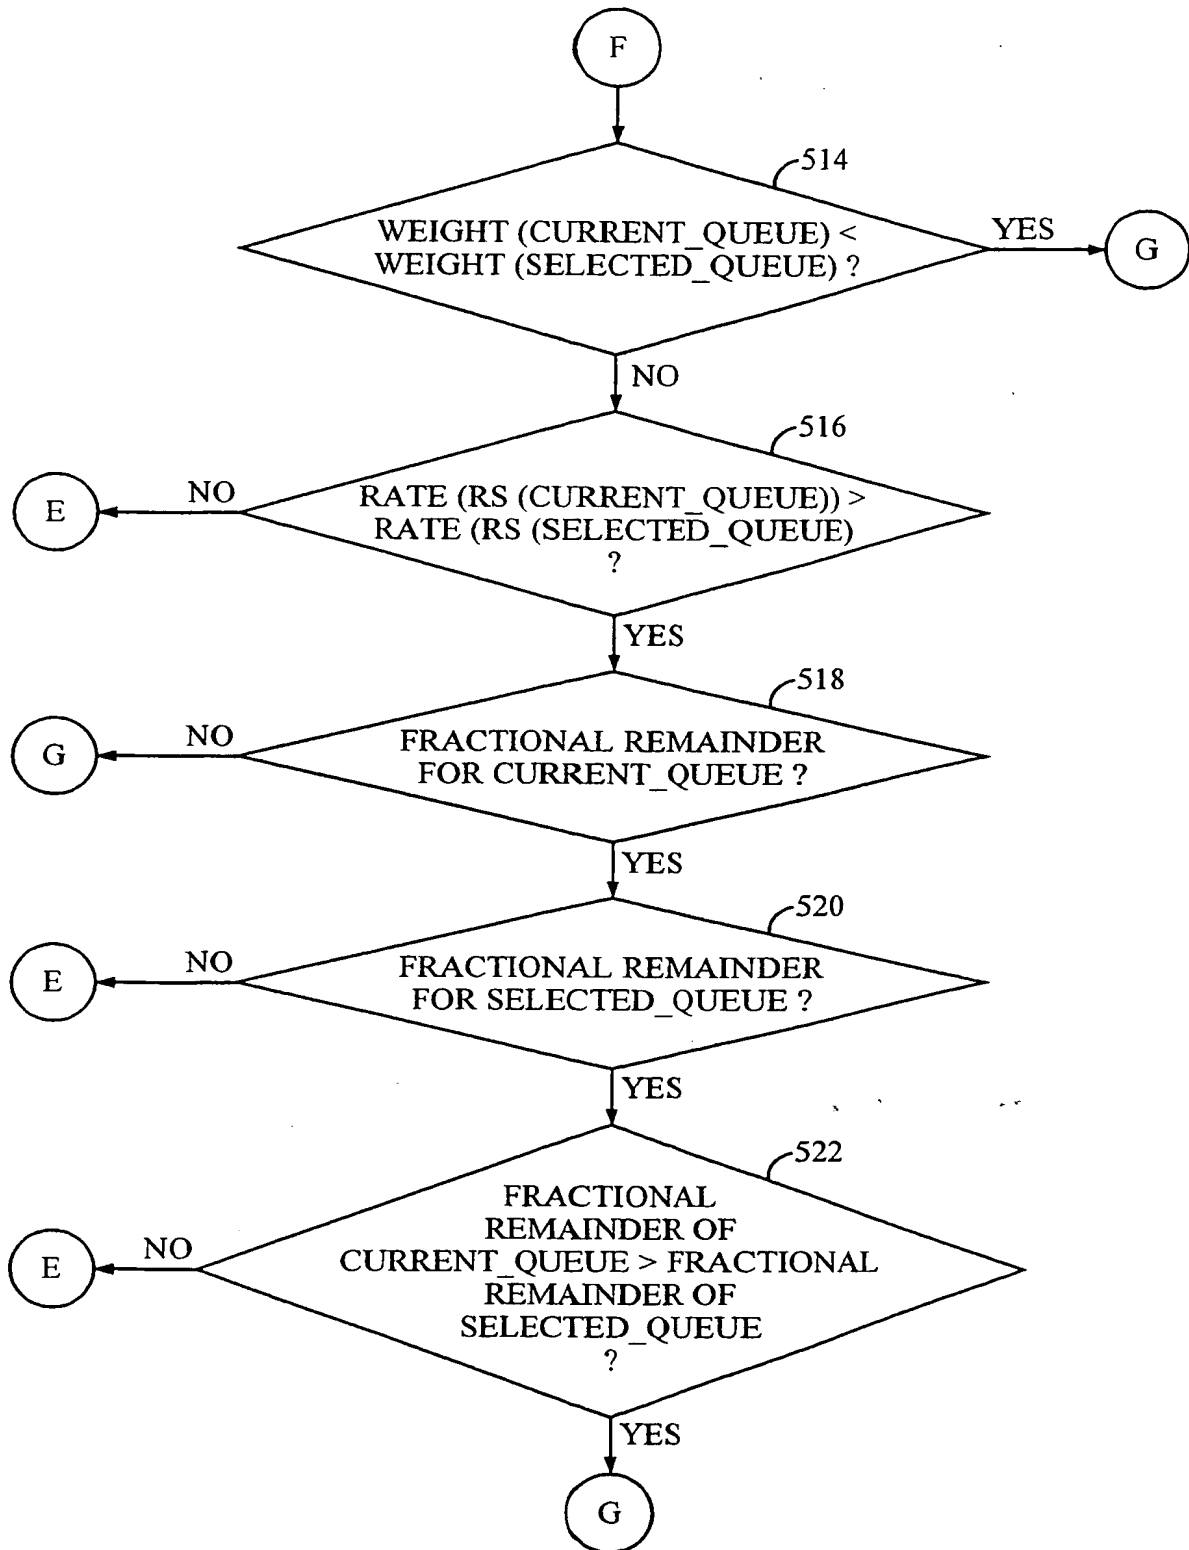 F
514
WEIGHT (CURRENT_QUEUE) <
WEIGHT (SELECTED_QUEUE) ?
YES
G
NO
516
RATE (RS (CURRENT_QUEUE)) >
RATE (RS (SELECTED_QUEUE)
?
NO
E
YES
518
FRACTIONAL REMAINDER
FOR CURRENT_QUEUE ?
NO
G
YES
520
FRACTIONAL REMAINDER
FOR SELECTED_QUEUE ?
NO
E
YES
522
FRACTIONAL
REMAINDER OF
CURRENT_QUEUE > FRACTIONAL
REMAINDER OF
SELECTED_QUEUE
?
NO
E
YES
G